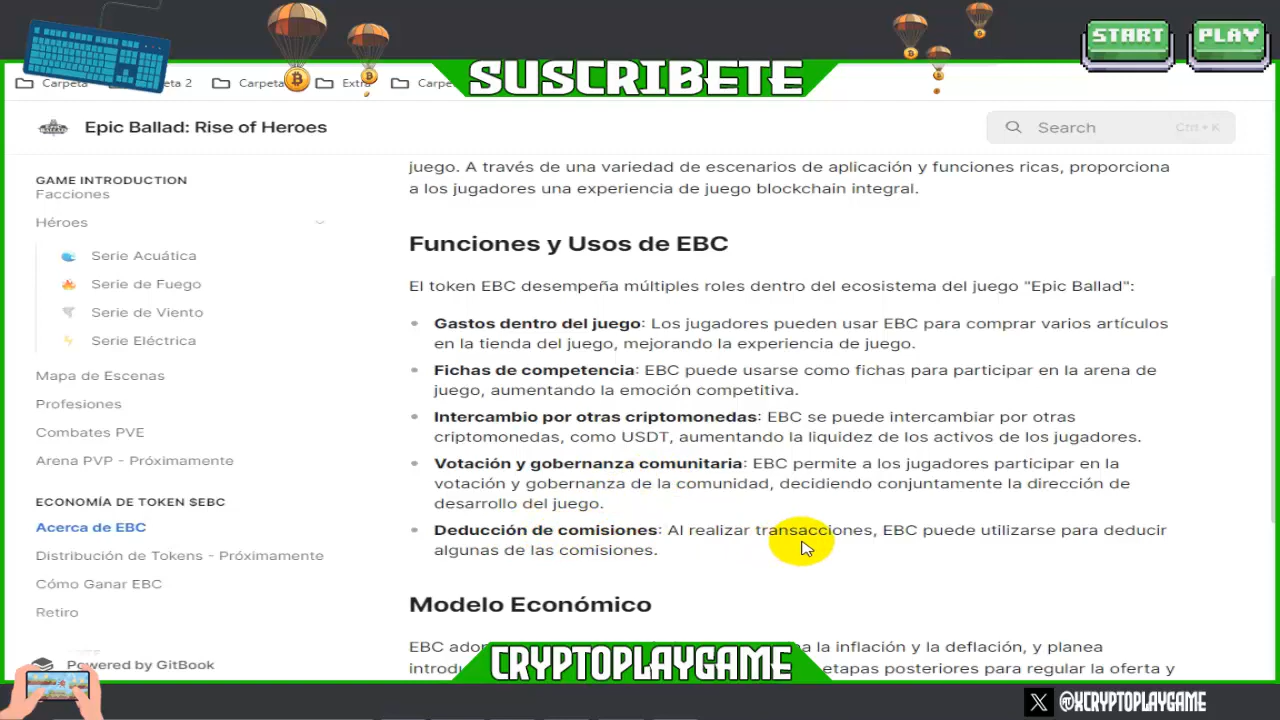 START
PLAY
SUSCRIBETE
Carpeta
ta 2
Carpeta
Extra
Carpe
Epic Ballad: Rise of Heroes
Search
Ctrl + K
GAME INTRODUCTION
Facciones
Héroes
Serie Acuática
Serie de Fuego
Serie de Viento
Serie Eléctrica
Mapa de Escenas
Profesiones
Combates PVE
Arena PVP - Próximamente
ECONOMÍA DE TOKEN $EBC
Acerca de EBC
Distribución de Tokens - Próximamente
Cómo Ganar EBC
Retiro
Powered by GitBook
juego. A través de una variedad de escenarios de aplicación y funciones ricas, proporciona
a los jugadores una experiencia de juego blockchain integral.
Funciones y Usos de EBC
El token EBC desempeña múltiples roles dentro del ecosistema del juego "Epic Ballad":
Gastos dentro del juego: Los jugadores pueden usar EBC para comprar varios artículos
en la tienda del juego, mejorando la experiencia de juego.
Fichas de competencia: EBC puede usarse como fichas para participar en la arena de
juego, aumentando la emoción competitiva.
Intercambio por otras criptomonedas: EBC se puede intercambiar por otras
criptomonedas, como USDT, aumentando la liquidez de los activos de los jugadores.
Votación y gobernanza comunitaria: EBC permite a los jugadores participar en la
votación y gobernanza de la comunidad, decidiendo conjuntamente la dirección de
desarrollo del juego.
Deducción de comisiones: Al realizar transacciones, EBC puede utilizarse para deducir
algunas de las comisiones.
Modelo Económico
EBC ador a la inflación y la deflación, y planea
introdu etapas posteriores para regular la oferta y
CRYPTOPLAYGAME
X @XCRYPTOPLAYGAME